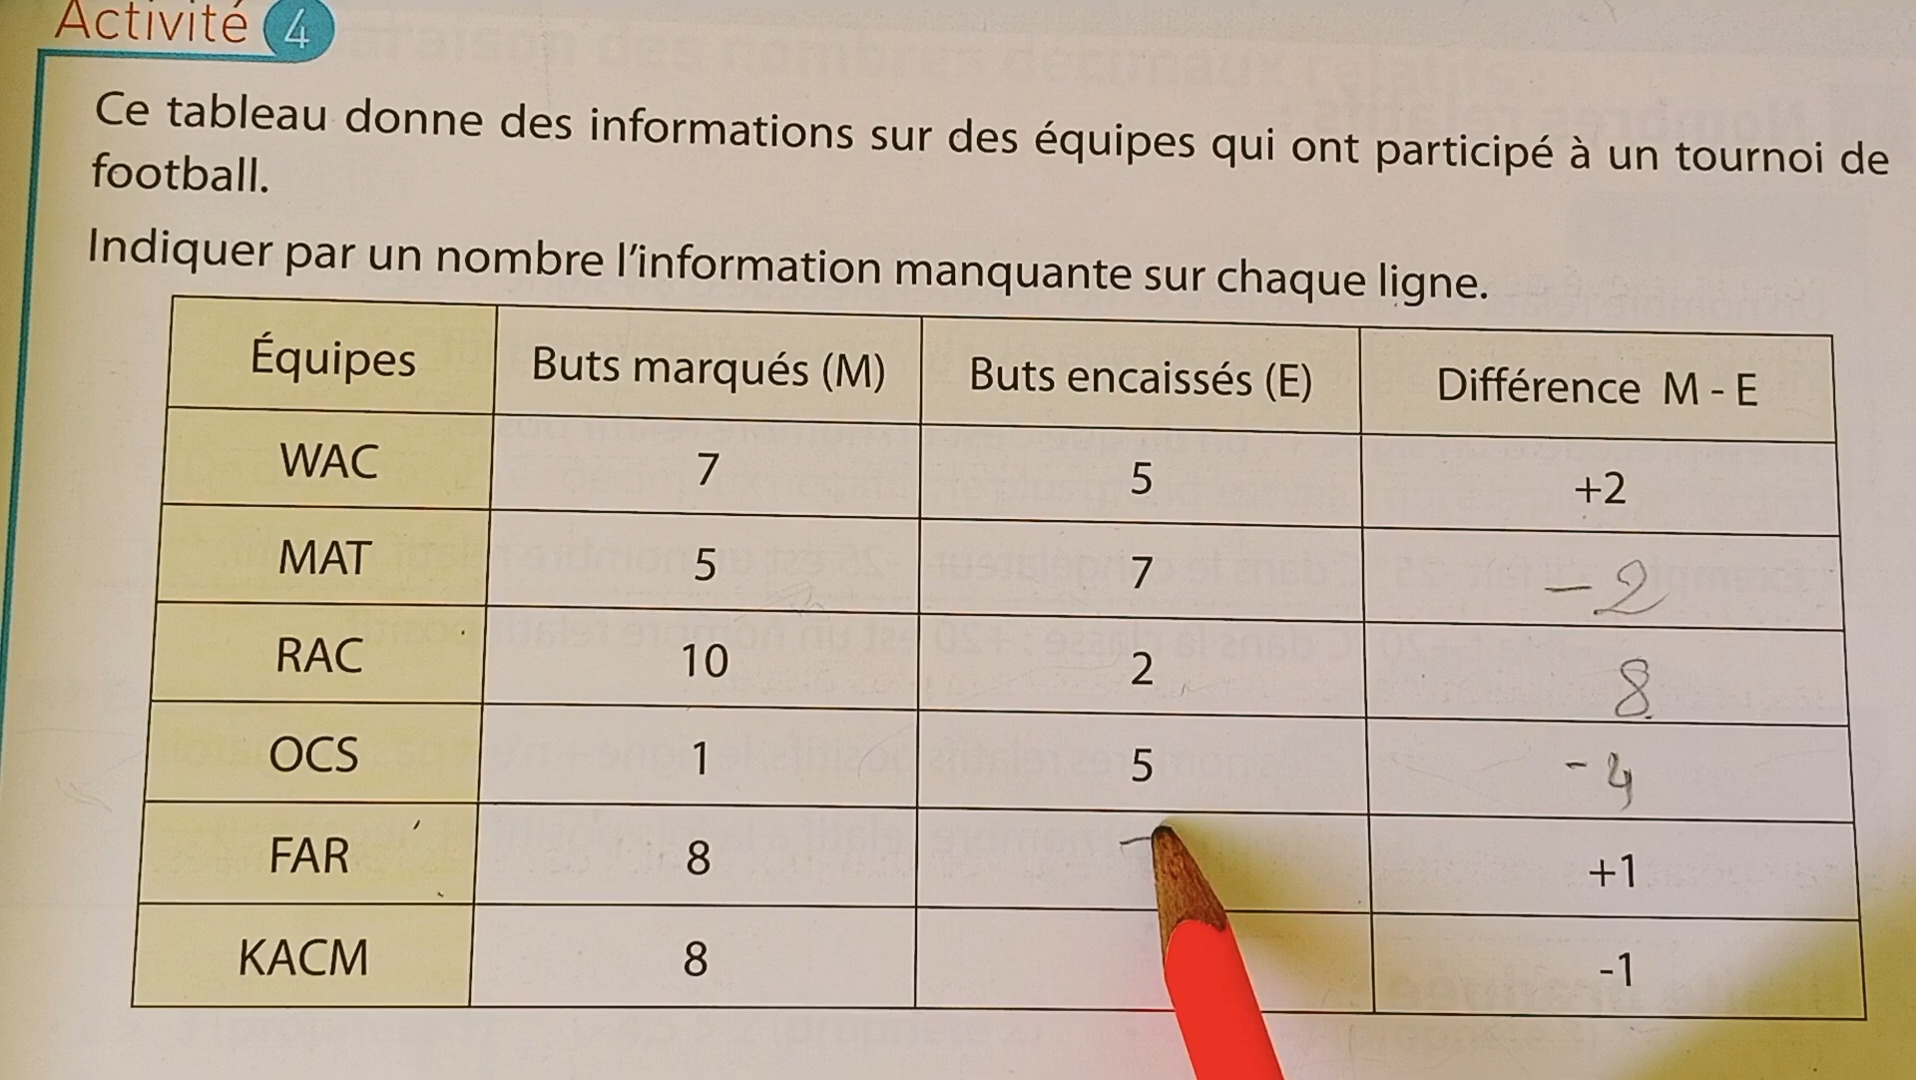 Activité 4
Ce tableau donne des informations sur des équipes qui ont participé à un tournoi de
football.
Indiquer par un nombre l'information manquante sur chaque ligne.
Équipes Buts marqués (M) Buts encaissés (E) Différence M - E
WAC 7 5 +2
MAT 5 7 -2
RAC 10 2 8
OCS 1 5 -4
FAR 8 +1
KACM 8 -1